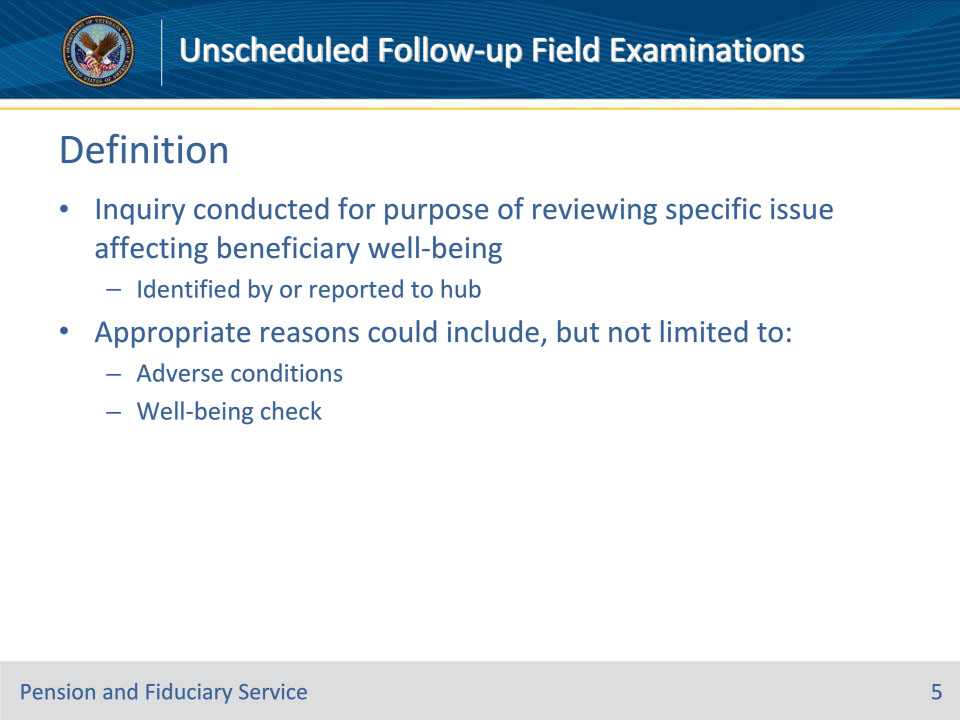 Unscheduled Follow-up Field Examinations
Definition
• Inquiry conducted for purpose of reviewing specific issue
affecting beneficiary well-being
– Identified by or reported to hub
• Appropriate reasons could include, but not limited to:
– Adverse conditions
– Well-being check
Pension and Fiduciary Service
5